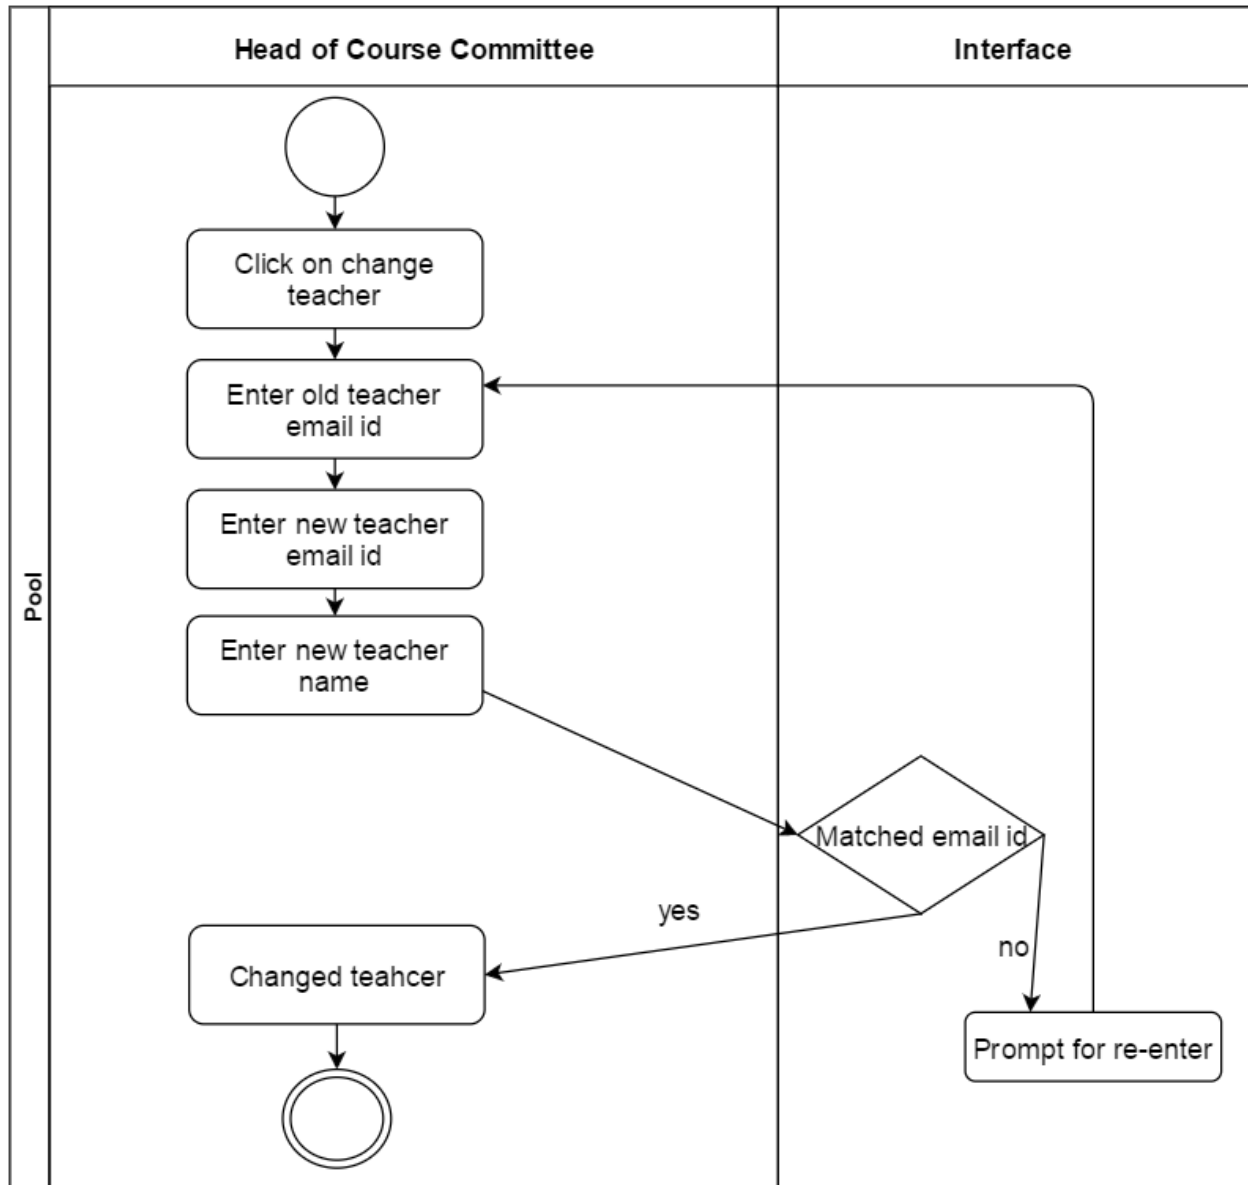 Head of Course Committee
Interface
Pool
Click on change
teacher
Enter old teacher
email id
Enter new teacher
email id
Enter new teacher
name
Matched email id
yes
no
Changed teahcer
Prompt for re-enter